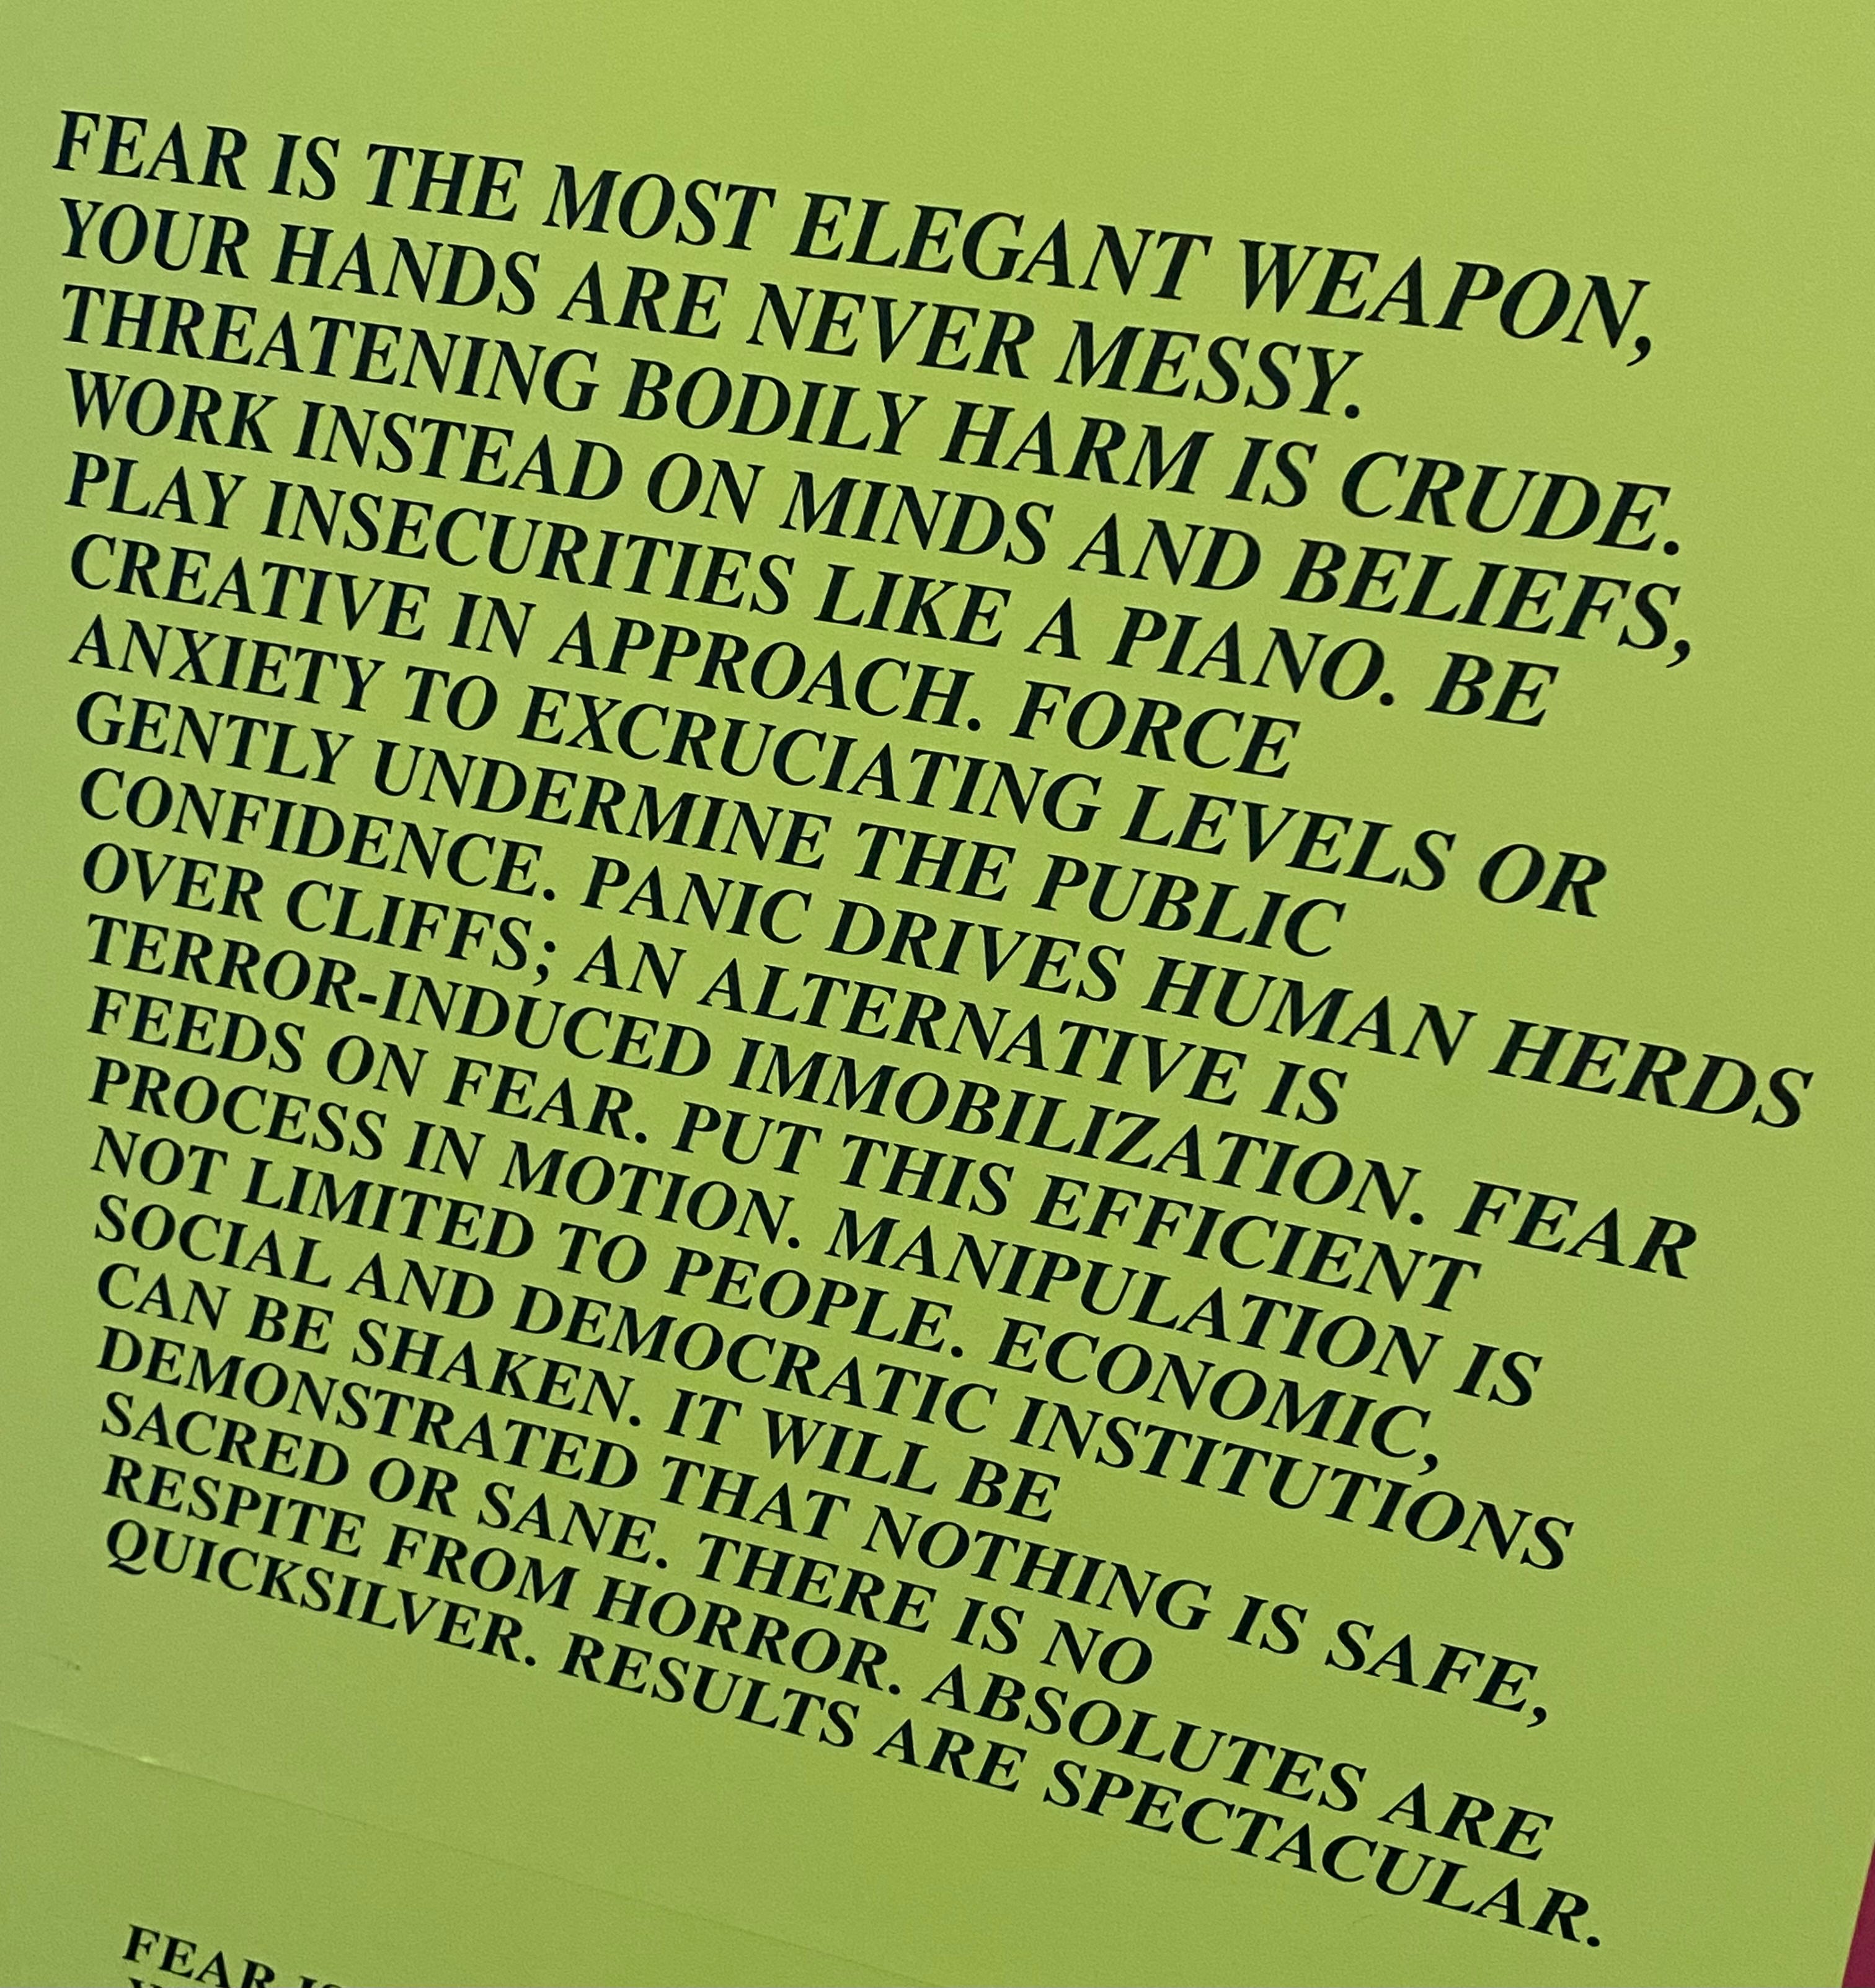 FEAR IS THE MOST ELEGANT WEAPON,
YOUR HANDS ARE NEVER MESSY.
THREATENING BODILY HARM IS CRUDE.
WORK INSTEAD ON MINDS AND BELIEFS,
PLAY INSECURITIES LIKE A PIANO. BE
CREATIVE IN APPROACH. FORCE
ANXIETY TO EXCRUCIATING LEVELS OR
GENTLY UNDERMINE THE PUBLIC
CONFIDENCE. PANIC DRIVES HUMAN HERDS
OVER CLIFFS; AN ALTERNATIVE IS
TERROR-INDUCED IMMOBILIZATION. FEAR
FEEDS ON FEAR. PUT THIS EFFICIENT
PROCESS IN MOTION. MANIPULATION IS
NOT LIMITED TO PEOPLE. ECONOMIC,
SOCIAL AND DEMOCRATIC INSTITUTIONS
CAN BE SHAKEN. IT WILL BE
DEMONSTRATED THAT NOTHING IS SAFE,
SACRED OR SANE. THERE IS NO
RESPITE FROM HORROR. ABSOLUTES ARE
QUICKSILVER. RESULTS ARE SPECTACULAR.
FEAR